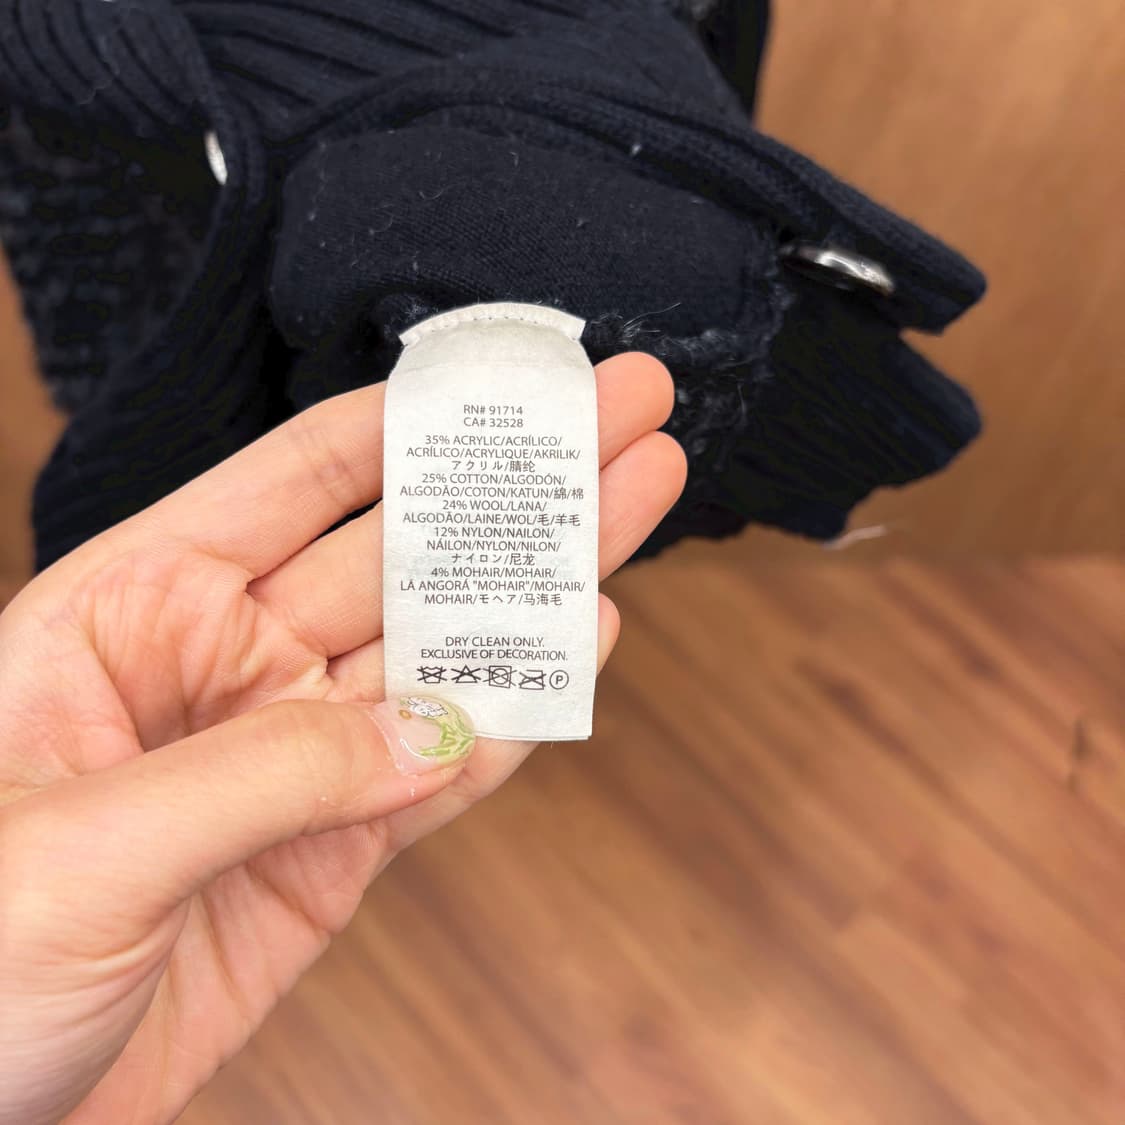 RN# 91714
CA# 32528
35% ACRYLIC/ACRÍLICO/
ACRÍLICO/ACRYLIQUE/AKRILIK/
アクリル/腈纶
25% COTTON/ALGODÓN/
ALGODÃO/COTON/KATUN/綿/棉
24% WOOL/LANA/
ALGODÃO/LAINE/WOL/毛/羊毛
12% NYLON/NAILON/
NÁILON/NYLON/NILON/
ナイロン/尼龙
4% MOHAIR/MOHAIR/
LÃ ANGORÁ "MOHAIR"/MOHAIR/
MOHAIR/モヘア/马海毛
DRY CLEAN ONLY.
EXCLUSIVE OF DECORATION.
P